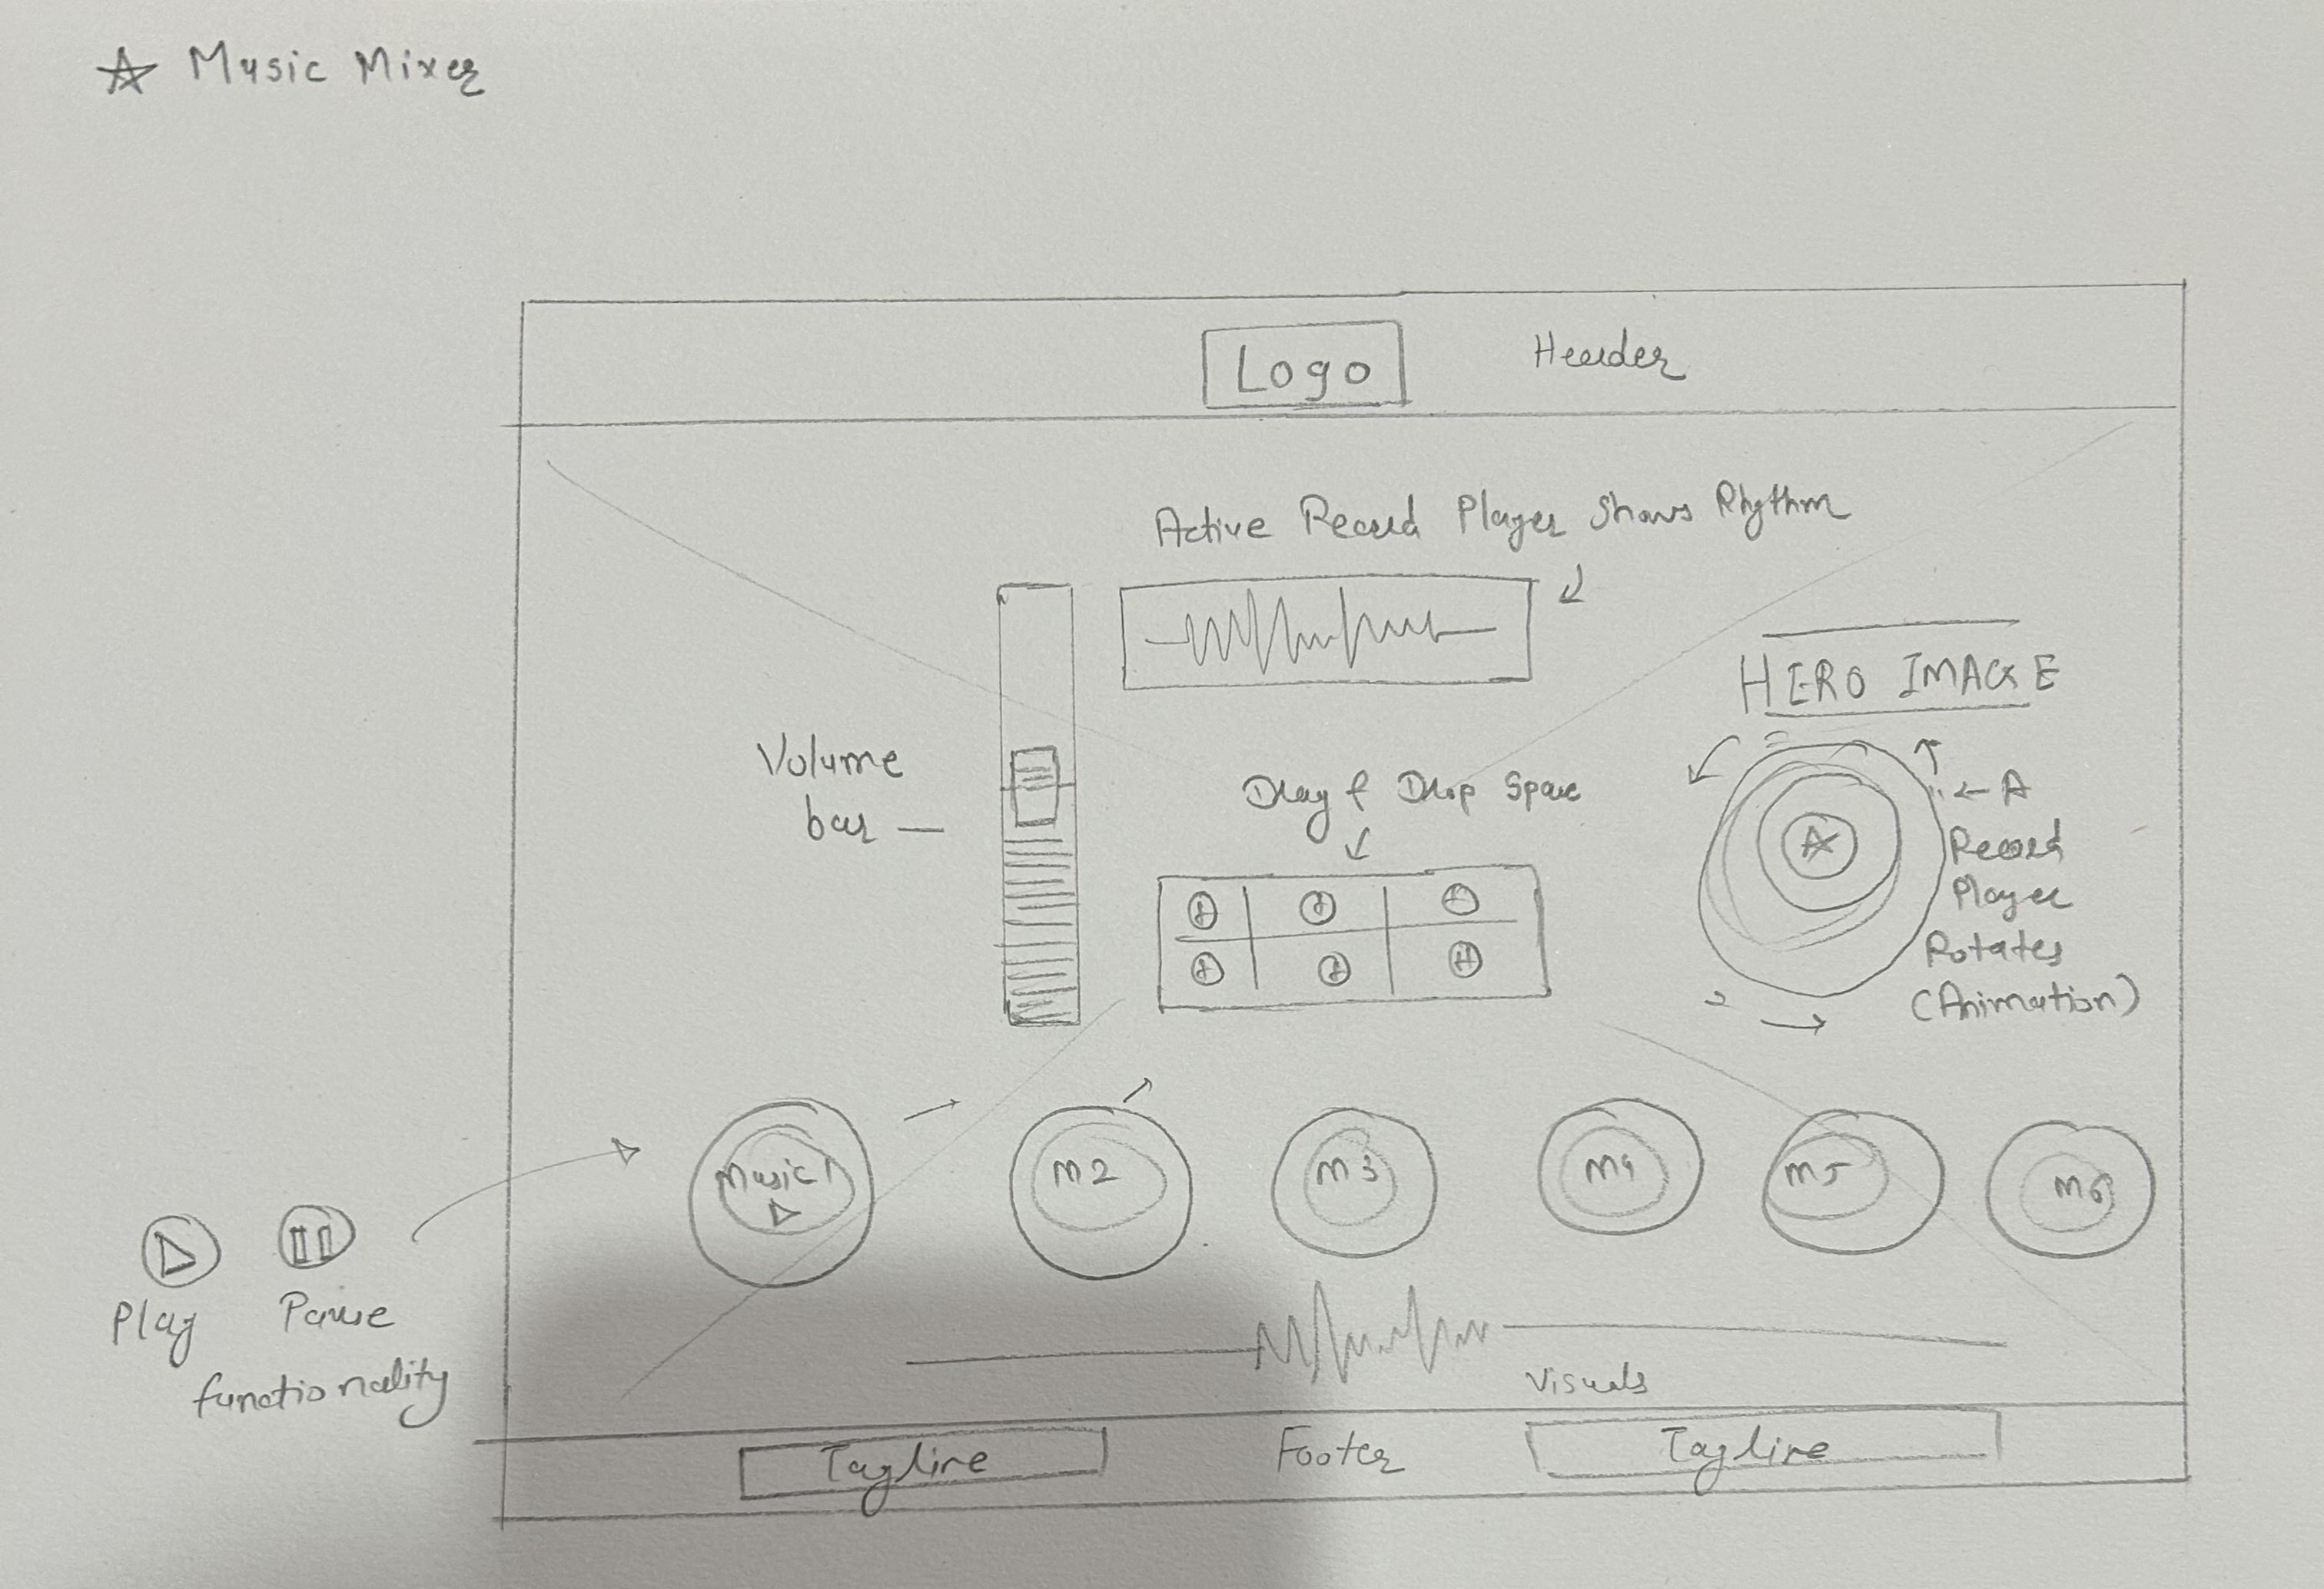 ☆ Music Mixer
Logo
Header
Active Record Player Shows Rhythm
HERO IMAGE
Volume
bar —
Drag & Drop Space
← A
Record
Player
Rotates
(Animation)
Music 1
M2
M3
M4
M5
M6
Play Pause
functionality
Visuals
Tagline
Footer
Tagline